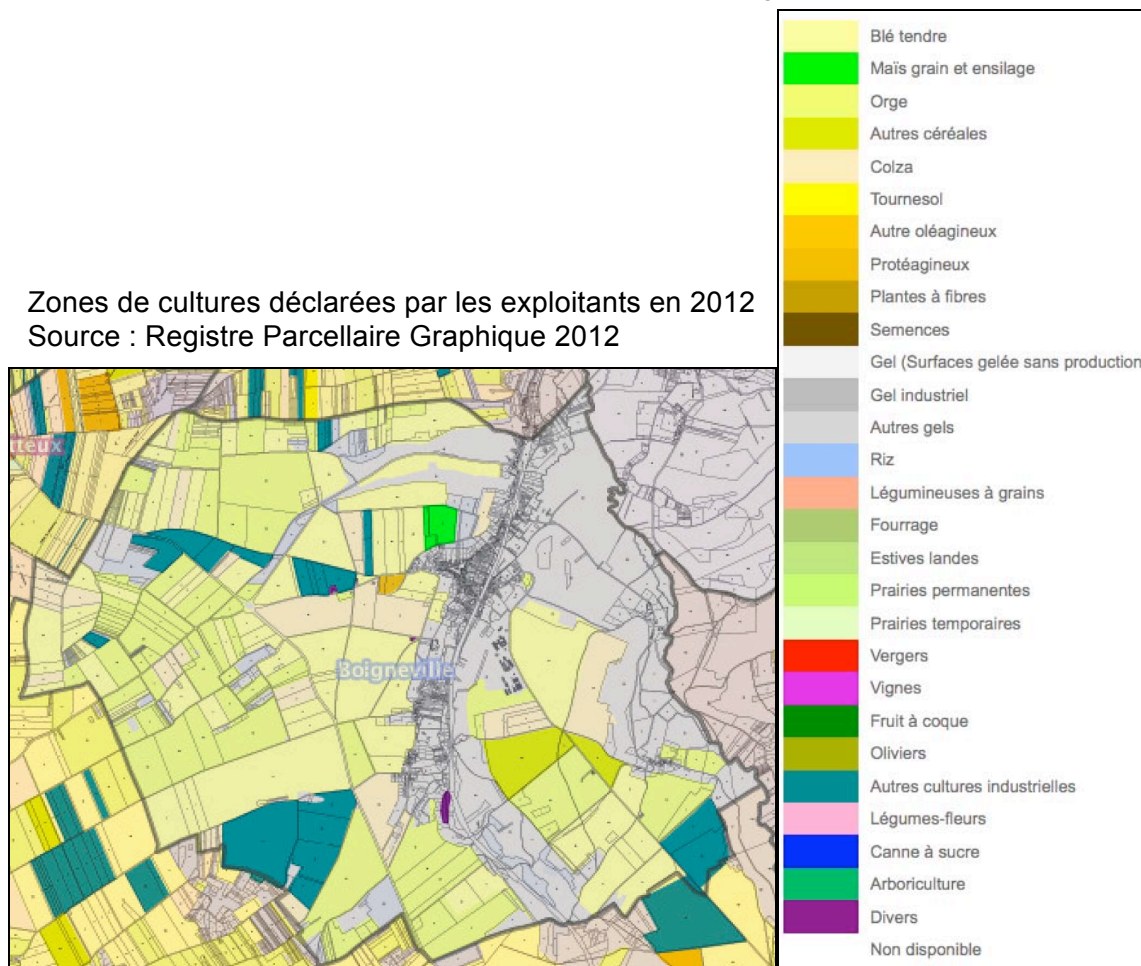 Zones de cultures déclarées par les exploitants en 2012
Source : Registre Parcellaire Graphique 2012
tteux
Boigneville
Blé tendre
Maïs grain et ensilage
Orge
Autres céréales
Colza
Tournesol
Autre oléagineux
Protéagineux
Plantes à fibres
Semences
Gel (Surfaces gelée sans production
Gel industriel
Autres gels
Riz
Légumineuses à grains
Fourrage
Estives landes
Prairies permanentes
Prairies temporaires
Vergers
Vignes
Fruit à coque
Oliviers
Autres cultures industrielles
Légumes-fleurs
Canne à sucre
Arboriculture
Divers
Non disponible